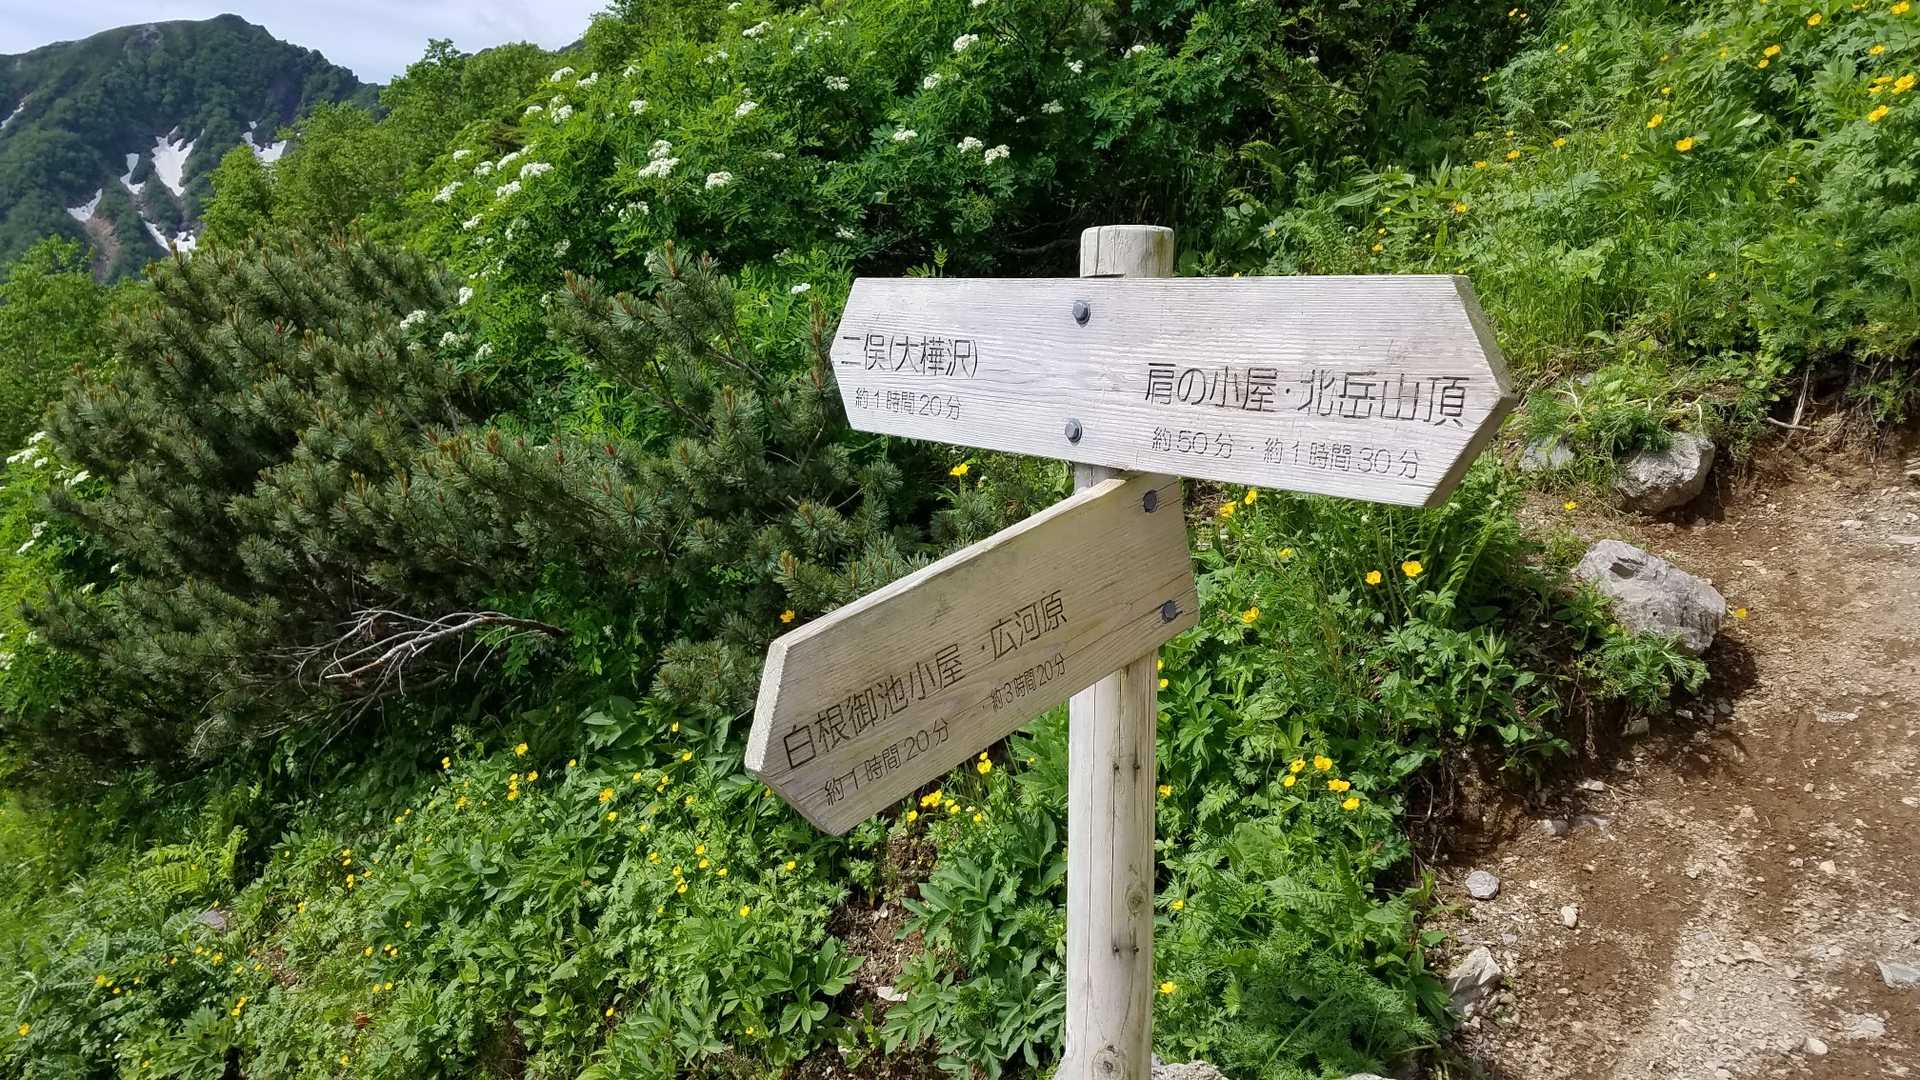 二俣(大樺沢)
約1時間20分
肩の小屋・北岳山頂
約50分・約1時間30分
白根御池小屋・広河原
約1時間20分・約3時間20分